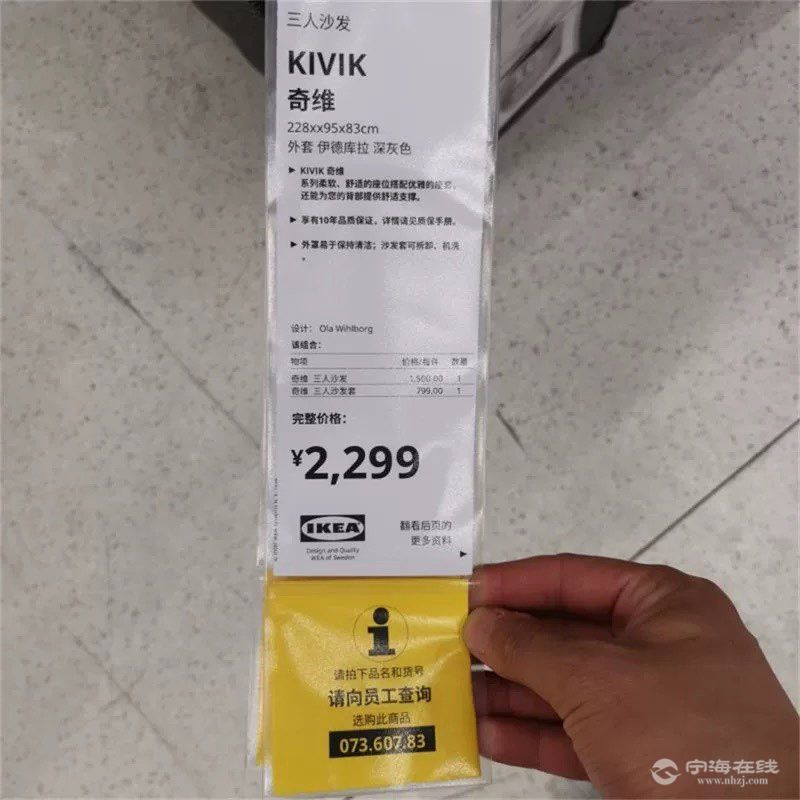 三人沙发
KIVIK
奇维
228xx95x83cm
外套 伊德库拉 深灰色
▶ KIVIK 奇维
系列柔软、舒适的座位搭配优雅的座套，
还能为您的背部提供舒适支撑。
▶ 享有10年品质保证，详情请见质保手册。
▶ 外罩易于保持清洁；沙发套可拆卸、机洗
。
设计： Ola Wihlborg
该组合：
物项 价格/每件 数量
奇维 三人沙发 1,500.00 1
奇维 三人沙发套 799.00 1
完整价格：
¥2,299
IKEA
Design and Quality
IKEA of Sweden
翻看后页的
更多资料
▶
i
请拍下品名和货号
请向员工查询
选购此商品
073.607.83
宁海在线
www.nhzj.com